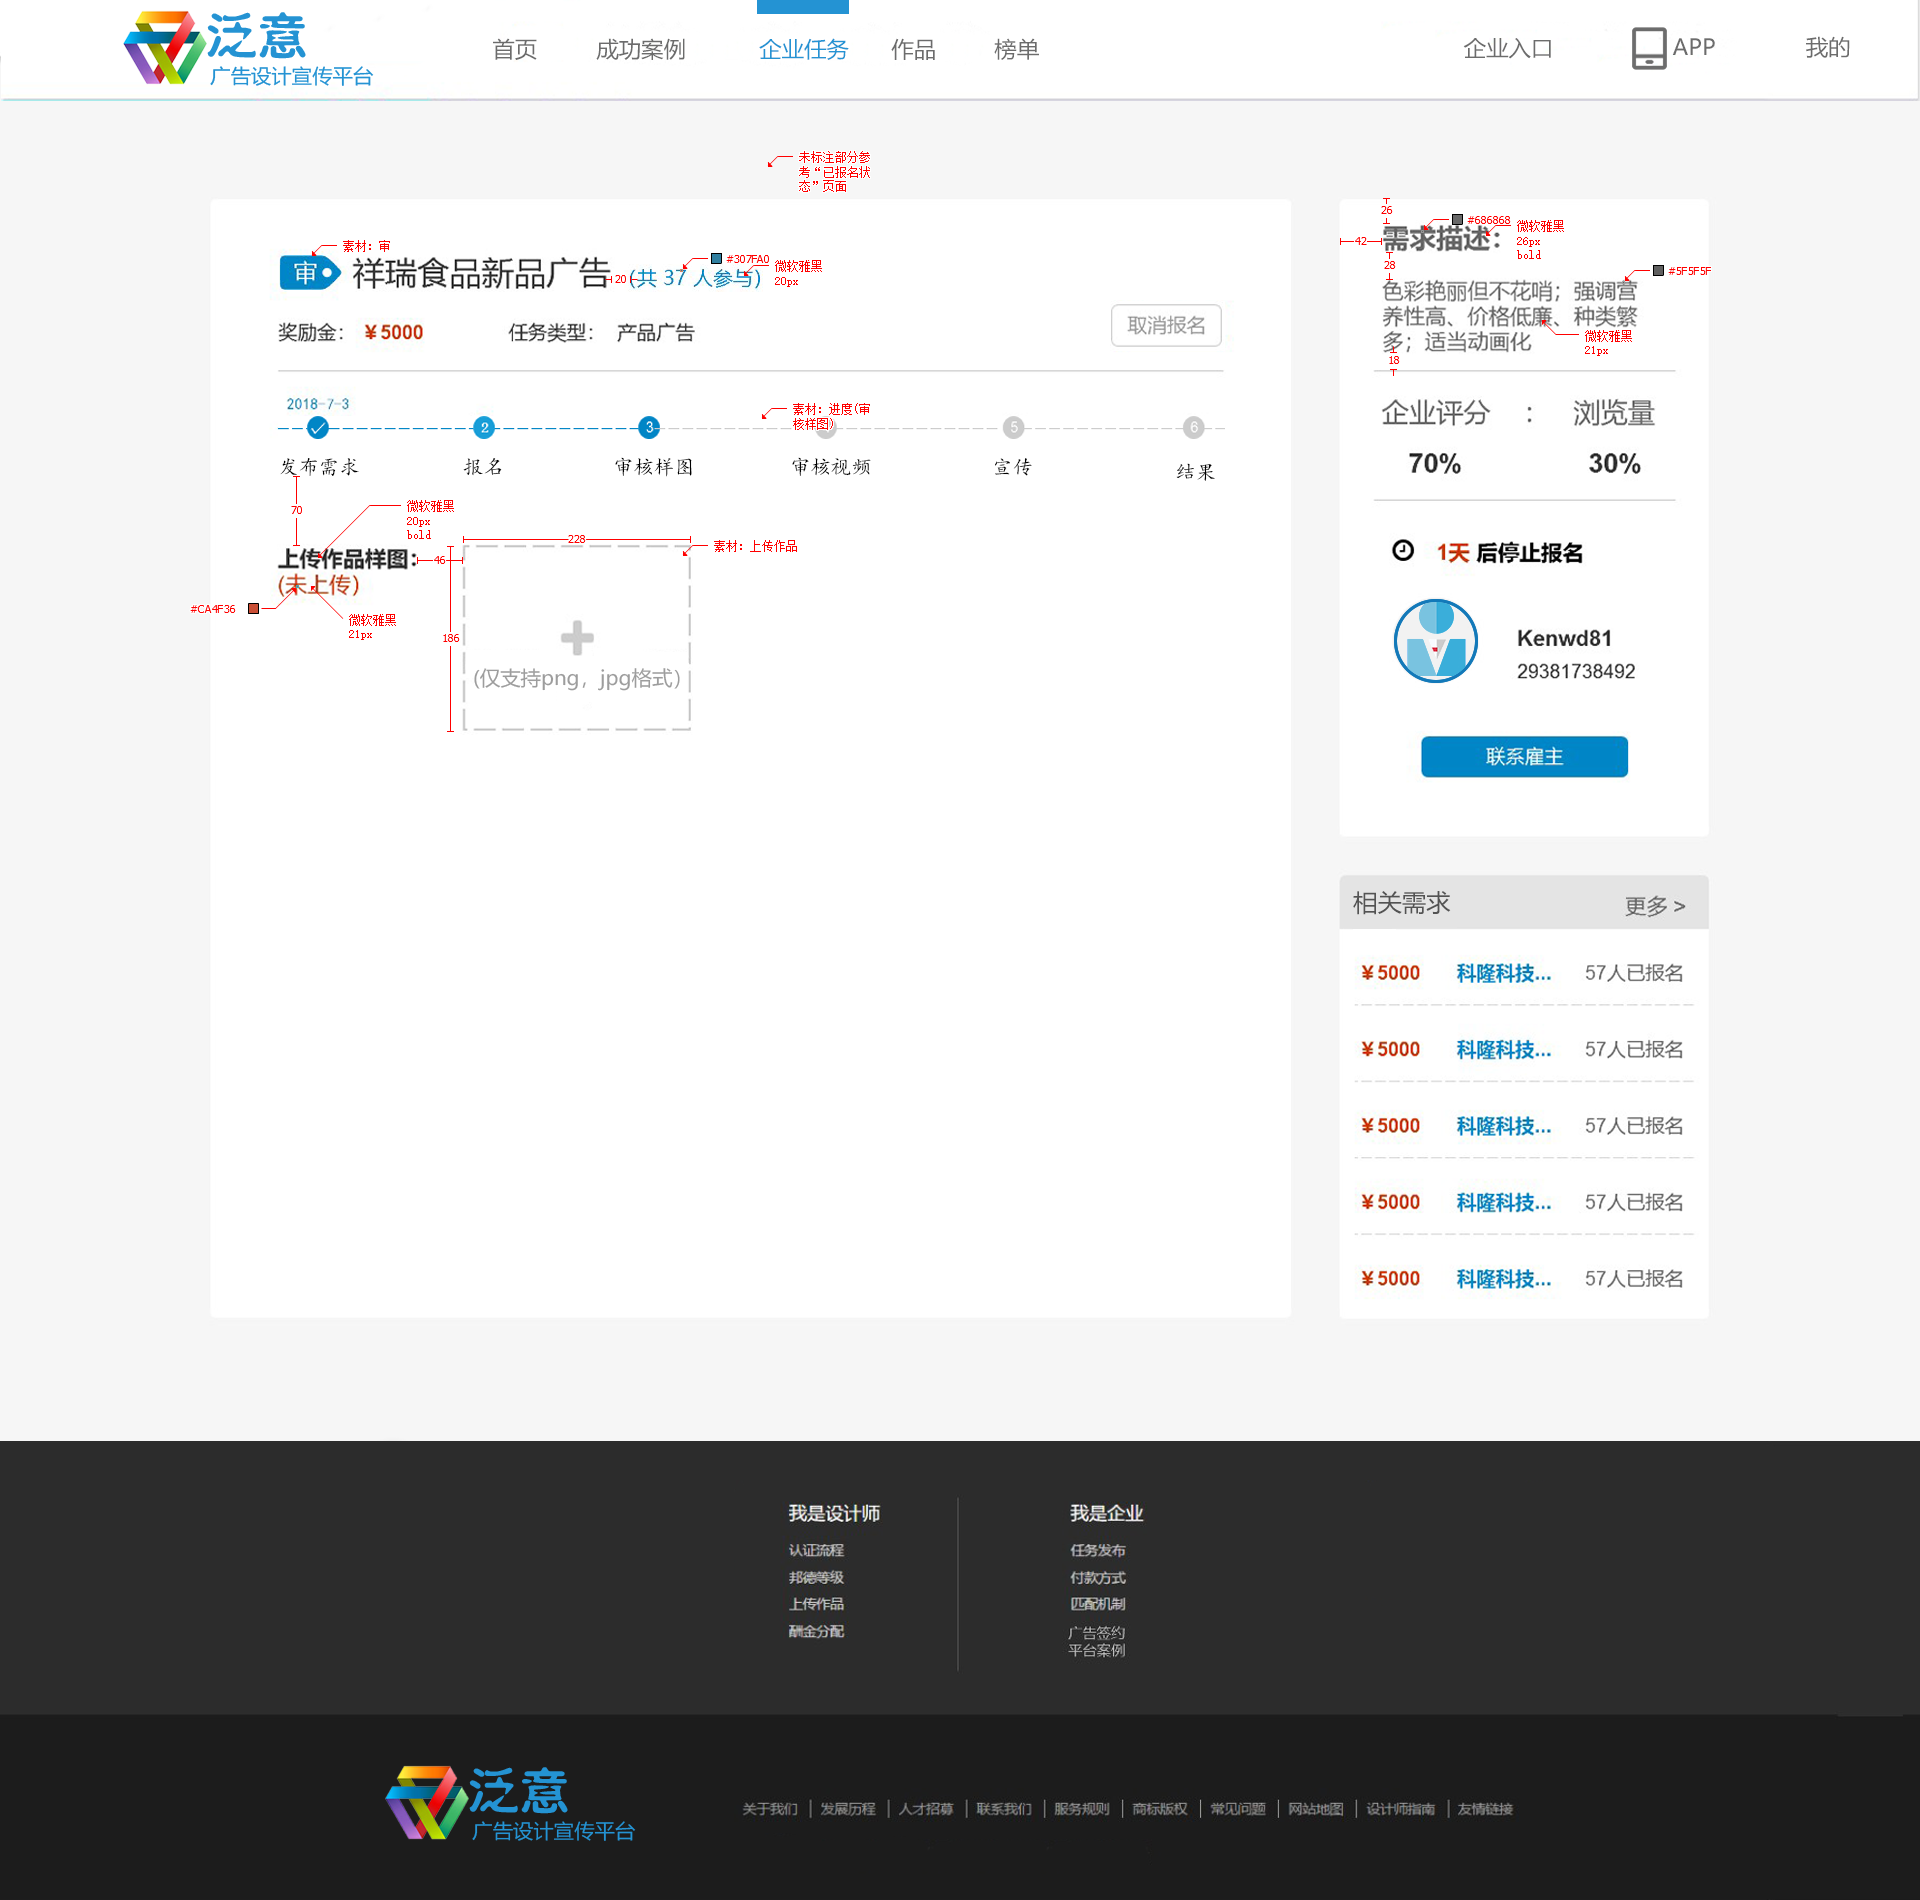 泛意
广告设计宣传平台
首页 成功案例 企业任务 作品 榜单 企业入口 APP 我的
未标注部分参
考“已报名状
态”页面
素材：审
审 祥瑞食品新品广告 20 (共 37 人参与)
#307FA0
微软雅黑
20px
奖励金： ￥5000 任务类型： 产品广告
取消报名
2018-7-3
素材：进度(审
核样图)
2 3 5 6
发布需求 报名 审核样图 审核视频 宣传 结果
70
微软雅黑
20px
bold
上传作品样图：
(未上传)
46
228
素材：上传作品
#CA4F36
微软雅黑
21px
186
(仅支持png，jpg格式)
26
42
需求描述：
#686868
微软雅黑
26px
bold
28
#5F5F5F
色彩艳丽但不花哨；强调营
养性高、价格低廉、种类繁
多；适当动画化
微软雅黑
21px
18
企业评分 : 浏览量
70% 30%
1天 后停止报名
Kenwd81
29381738492
联系雇主
相关需求 更多 >
￥5000 科隆科技... 57人已报名
￥5000 科隆科技... 57人已报名
￥5000 科隆科技... 57人已报名
￥5000 科隆科技... 57人已报名
￥5000 科隆科技... 57人已报名
我是设计师
认证流程
邦德等级
上传作品
酬金分配
我是企业
任务发布
付款方式
匹配机制
广告签约
平台案例
泛意
广告设计宣传平台
关于我们 | 发展历程 | 人才招募 | 联系我们 | 服务规则 | 商标版权 | 常见问题 | 网站地图 | 设计师指南 | 友情链接